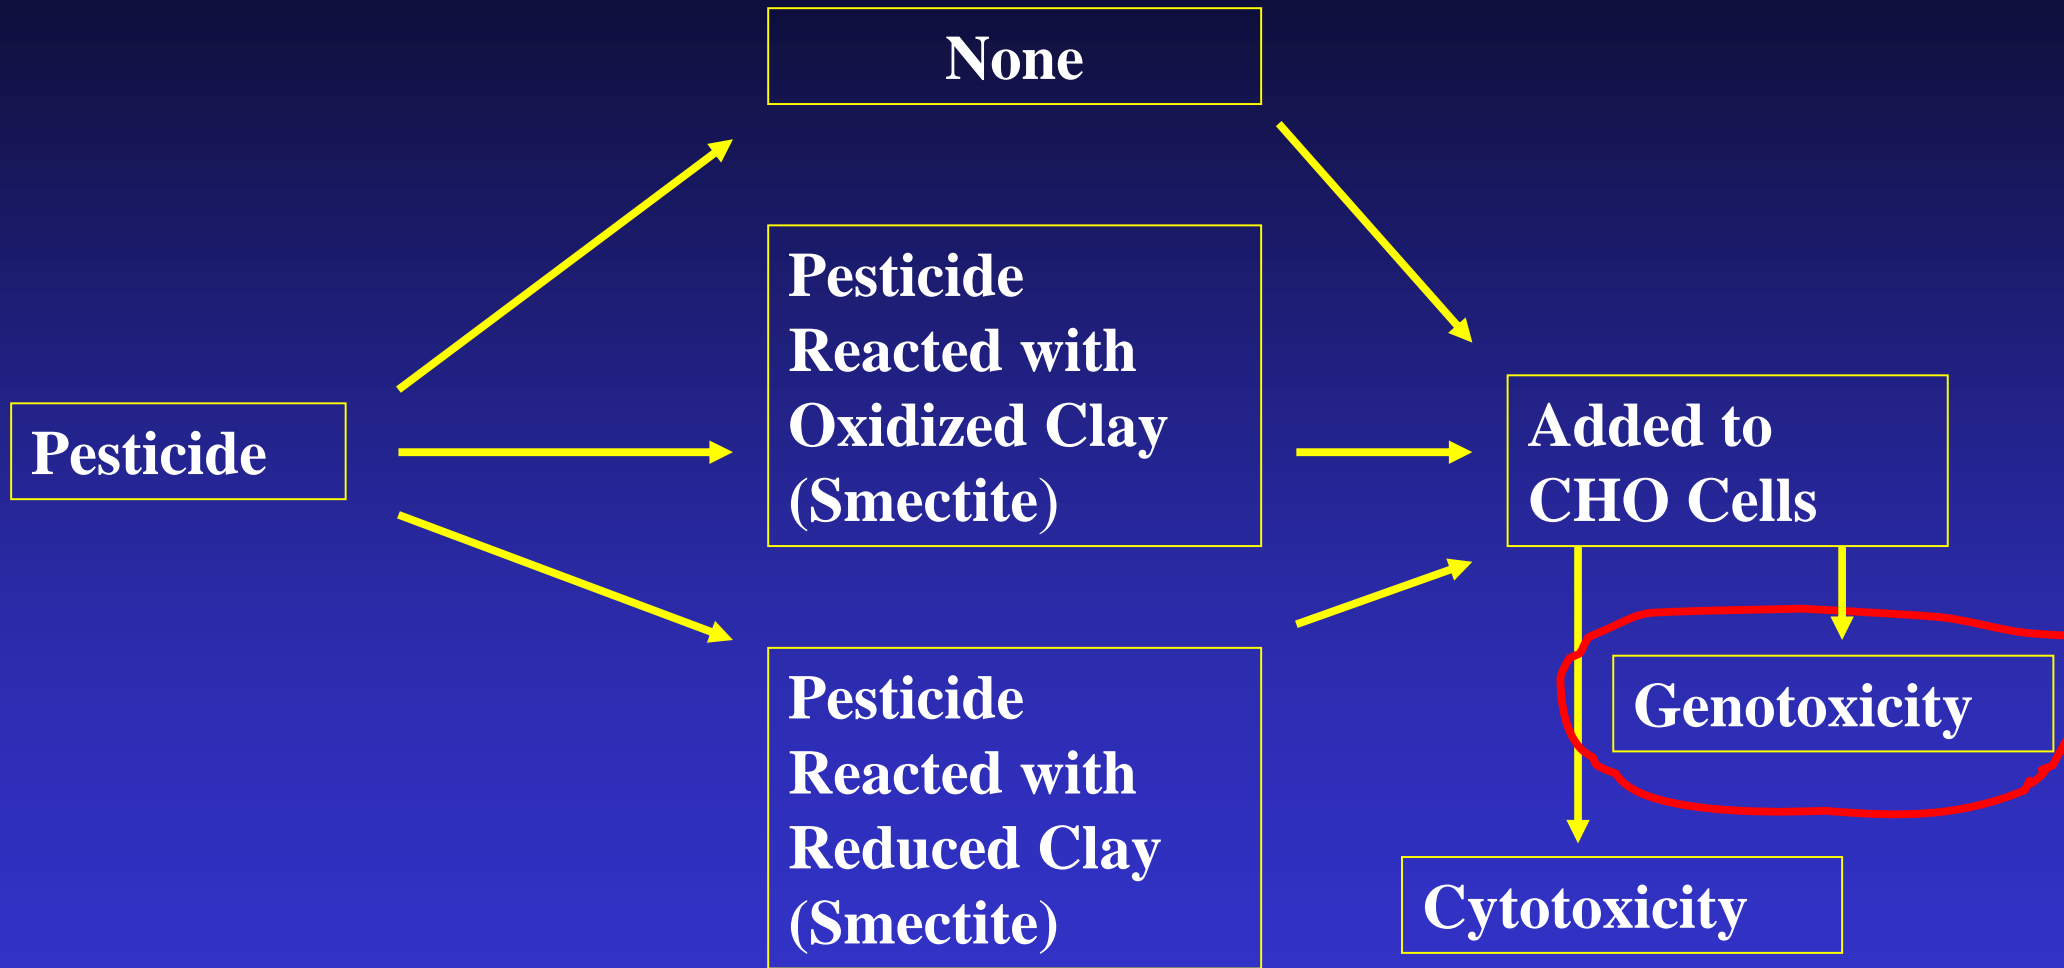 None
Pesticide
Pesticide
Reacted with
Oxidized Clay
(Smectite)
Pesticide
Reacted with
Reduced Clay
(Smectite)
Added to
CHO Cells
Genotoxicity
Cytotoxicity